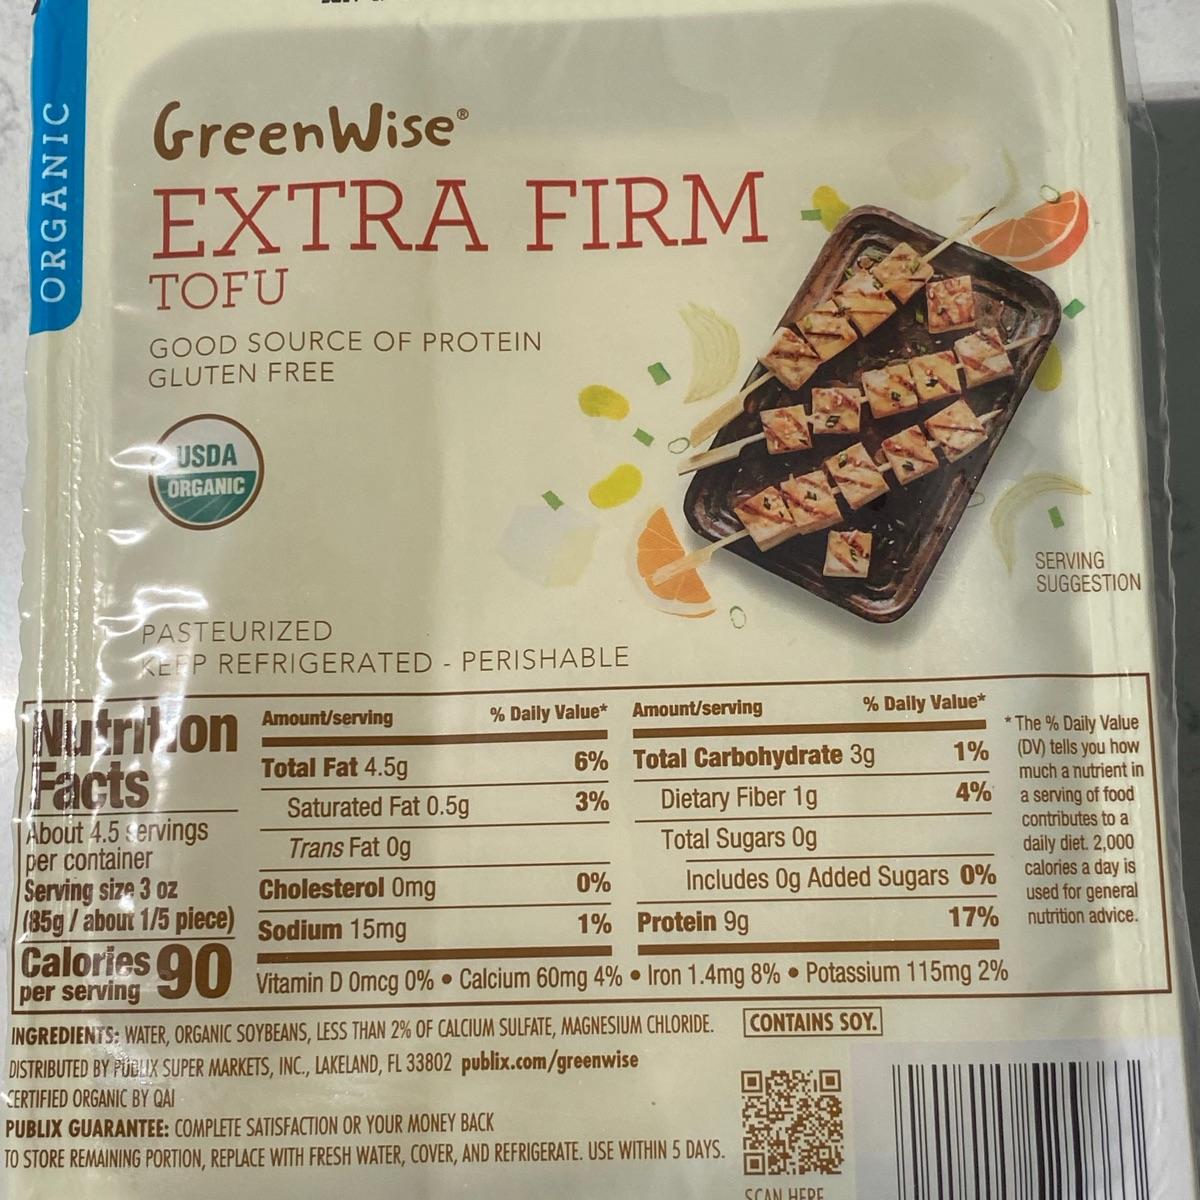 ORGANIC
GreenWise®
EXTRA FIRM
TOFU
GOOD SOURCE OF PROTEIN
GLUTEN FREE
USDA
ORGANIC
SERVING
SUGGESTION
PASTEURIZED
KEEP REFRIGERATED - PERISHABLE
Nutrition
Facts
About 4.5 servings
per container
Serving size 3 oz
(85g / about 1/5 piece)
Calories 90
per serving
Amount/serving % Daily Value*
Total Fat 4.5g 6%
Saturated Fat 0.5g 3%
Trans Fat 0g
Cholesterol 0mg 0%
Sodium 15mg 1%
Amount/serving % Daily Value*
Total Carbohydrate 3g 1%
Dietary Fiber 1g 4%
Total Sugars 0g
Includes 0g Added Sugars 0%
Protein 9g 17%
Vitamin D 0mcg 0% • Calcium 60mg 4% • Iron 1.4mg 8% • Potassium 115mg 2%
* The % Daily Value
(DV) tells you how
much a nutrient in
a serving of food
contributes to a
daily diet. 2,000
calories a day is
used for general
nutrition advice.
INGREDIENTS: WATER, ORGANIC SOYBEANS, LESS THAN 2% OF CALCIUM SULFATE, MAGNESIUM CHLORIDE.
CONTAINS SOY.
DISTRIBUTED BY PUBLIX SUPER MARKETS, INC., LAKELAND, FL 33802 publix.com/greenwise
CERTIFIED ORGANIC BY QAI
PUBLIX GUARANTEE: COMPLETE SATISFACTION OR YOUR MONEY BACK
TO STORE REMAINING PORTION, REPLACE WITH FRESH WATER, COVER, AND REFRIGERATE. USE WITHIN 5 DAYS.
SCAN HERE